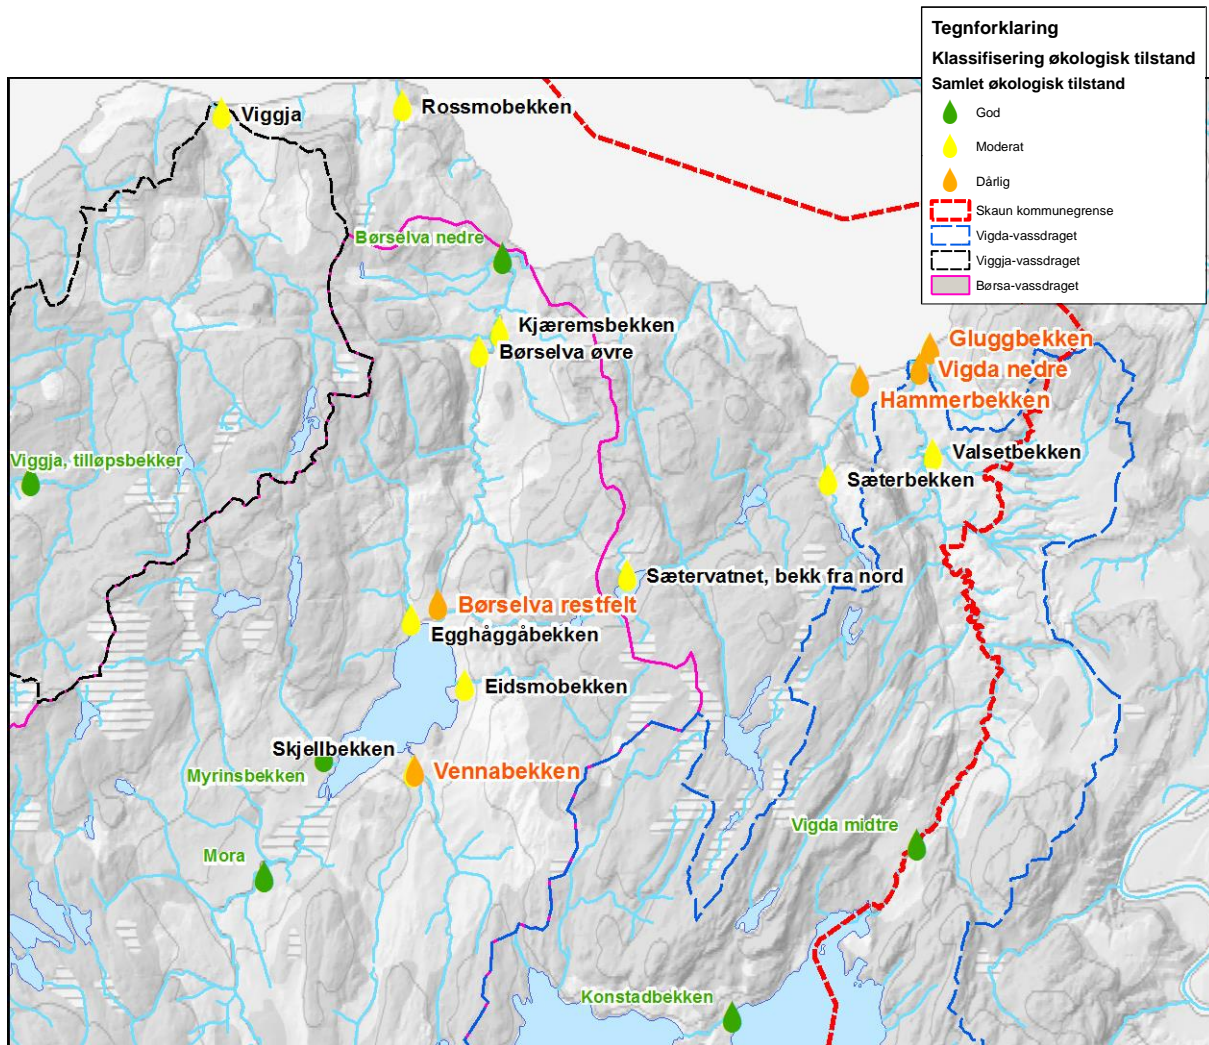 Tegnforklaring
Klassifisering økologisk tilstand
Samlet økologisk tilstand
God
Moderat
Dårlig
Skaun kommunegrense
Vigda-vassdraget
Viggja-vassdraget
Børsa-vassdraget
Viggja
Rossmobekken
Børselva nedre
Kjæremsbekken
Børselva øvre
Gluggbekken
Vigda nedre
Hammerbekken
Viggja, tilløpsbekker
Valsetbekken
Sæterbekken
Sætervatnet, bekk fra nord
Børselva restfelt
Egghåggåbekken
Eidsmobekken
Skjellbekken
Myrinsbekken
Vennabekken
Vigda midtre
Mora
Konstadbekken